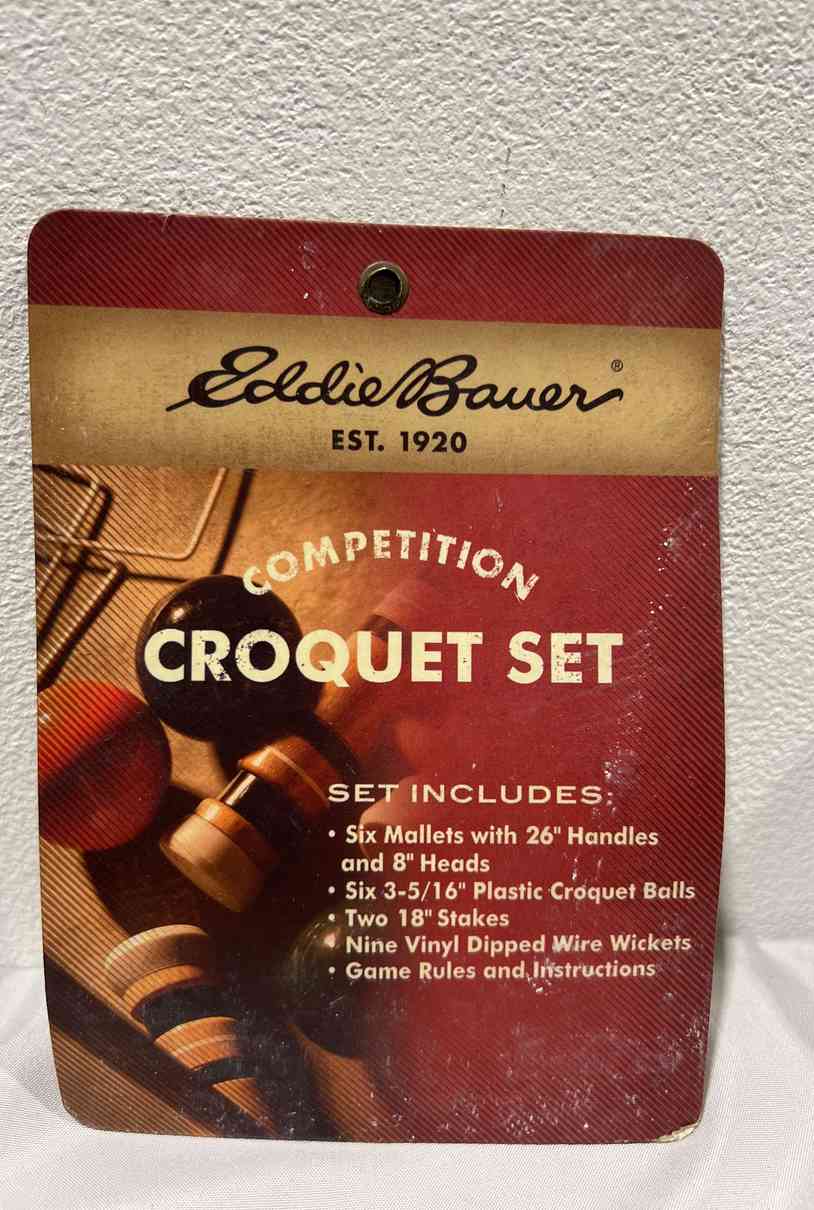 Eddie Bauer®
EST. 1920
COMPETITION
CROQUET SET
SET INCLUDES:
• Six Mallets with 26" Handles
and 8" Heads
• Six 3-5/16" Plastic Croquet Balls
• Two 18" Stakes
• Nine Vinyl Dipped Wire Wickets
• Game Rules and Instructions